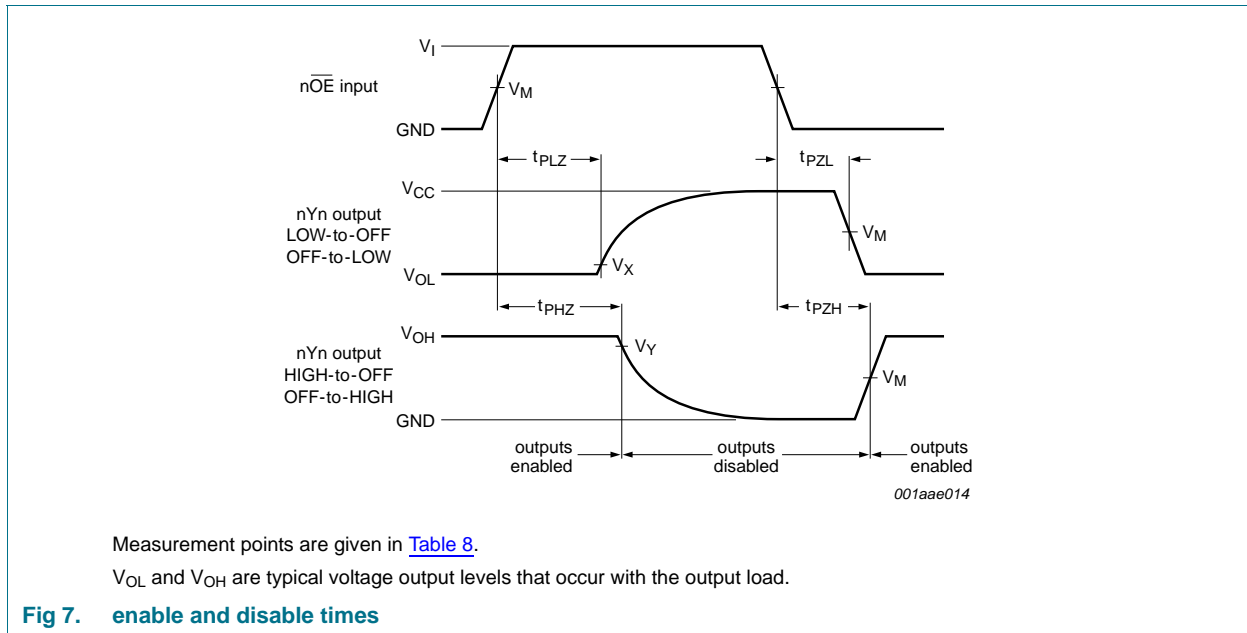 V_I
nO̅E̅ input
V_M
GND
t_PLZ
t_PZL
V_CC
nYn output
LOW-to-OFF
OFF-to-LOW
V_M
V_X
V_OL
t_PHZ
t_PZH
V_OH
V_Y
nYn output
HIGH-to-OFF
OFF-to-HIGH
V_M
GND
outputs enabled
outputs disabled
outputs enabled
001aae014
Measurement points are given in Table 8.
V_OL and V_OH are typical voltage output levels that occur with the output load.
Fig 7. enable and disable times